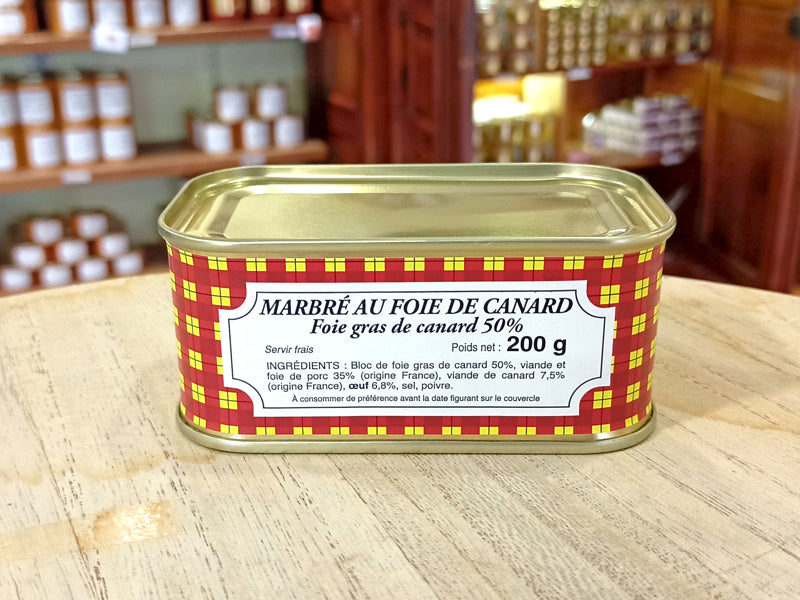 MARBRÉ AU FOIE DE CANARD
Foie gras de canard 50%
Servir frais
Poids net : 200 g
INGRÉDIENTS : Bloc de foie gras de canard 50%, viande et
foie de porc 35% (origine France), viande de canard 7,5%
(origine France), œuf 6,8%, sel, poivre.
À consommer de préférence avant la date figurant sur le couvercle